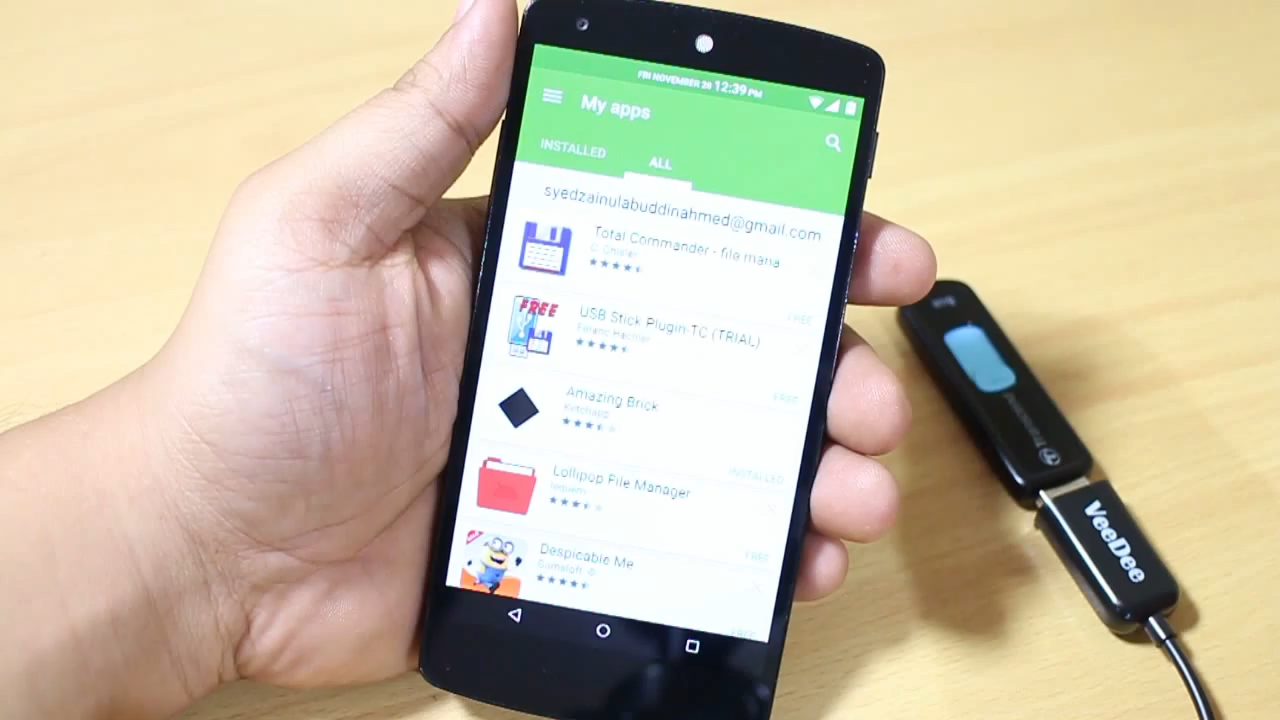 FRI NOVEMBER 28 12:39 PM
My apps
INSTALLED ALL
syedzainulabuddinahmed@gmail.com
Total Commander - file mana
C. Ghisler
FREE
FREE
USB Stick Plugin-TC (TRIAL)
FREE
Amazing Brick
Ketchapp
INSTALLED
Lollipop File Manager
FREE
Despicable Me
Gameloft
FREE
Transcend
VeeDee